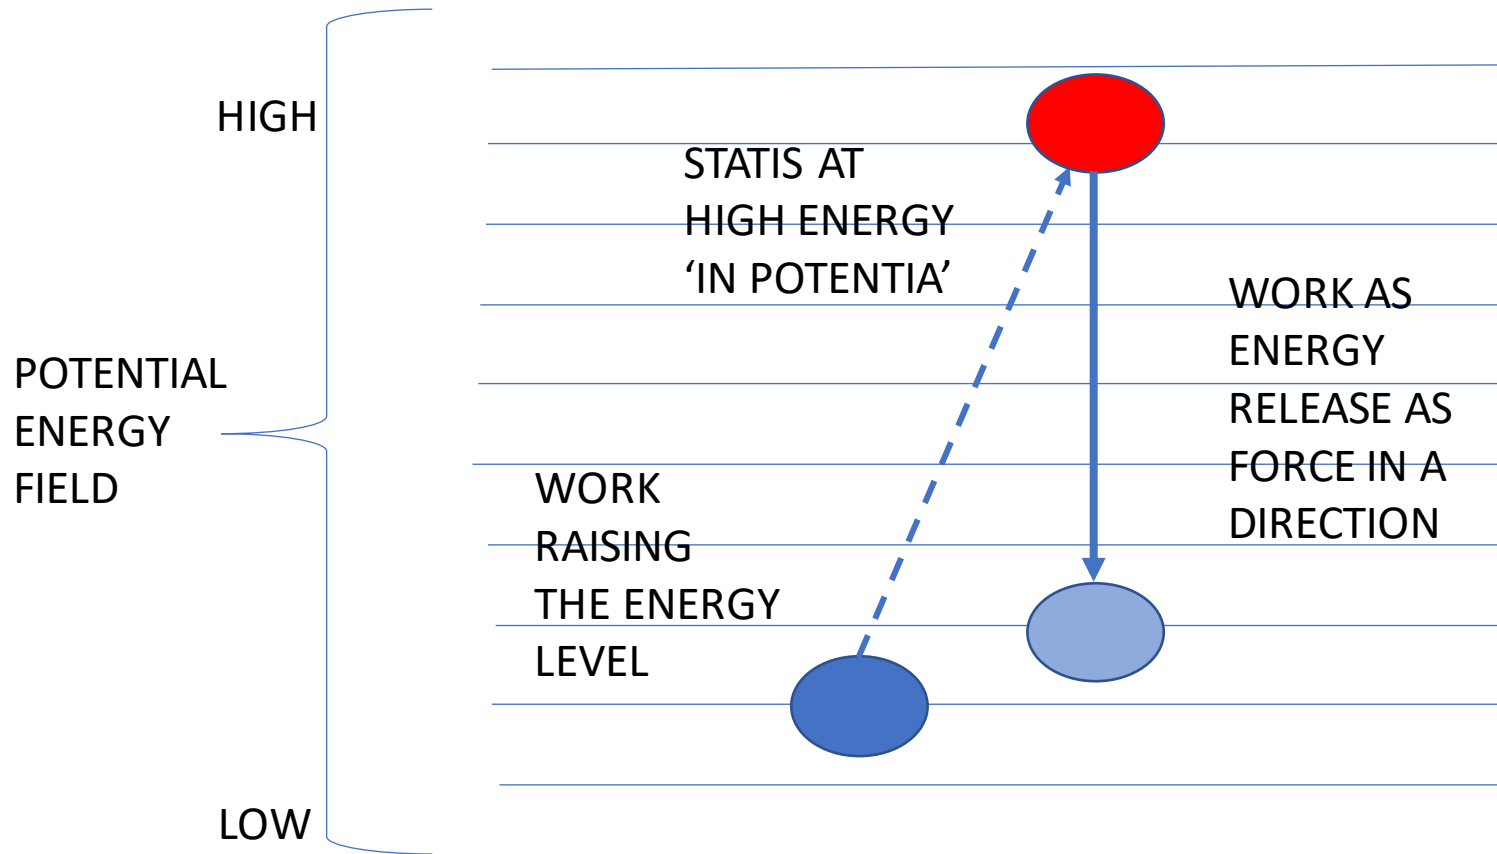 HIGH
STATIS AT
HIGH ENERGY
‘IN POTENTIA’
WORK AS
ENERGY
RELEASE AS
FORCE IN A
DIRECTION
POTENTIAL
ENERGY
FIELD
WORK
RAISING
THE ENERGY
LEVEL
LOW